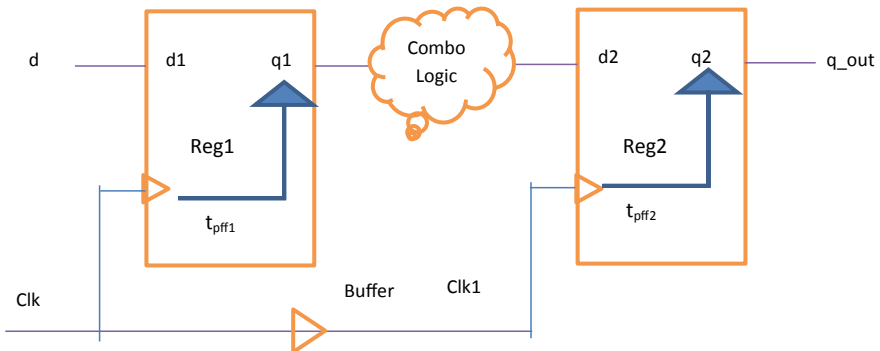 d
d1
q1
Combo
Logic
d2
q2
q_out
Reg1
Reg2
tpff1
tpff2
Clk
Buffer
Clk1